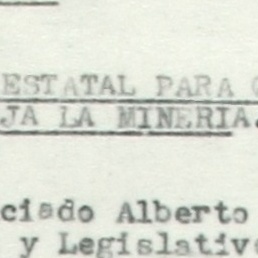 ESTATAL PARA
JA LA MINERIA.
ciado Alberto
y Legislativ